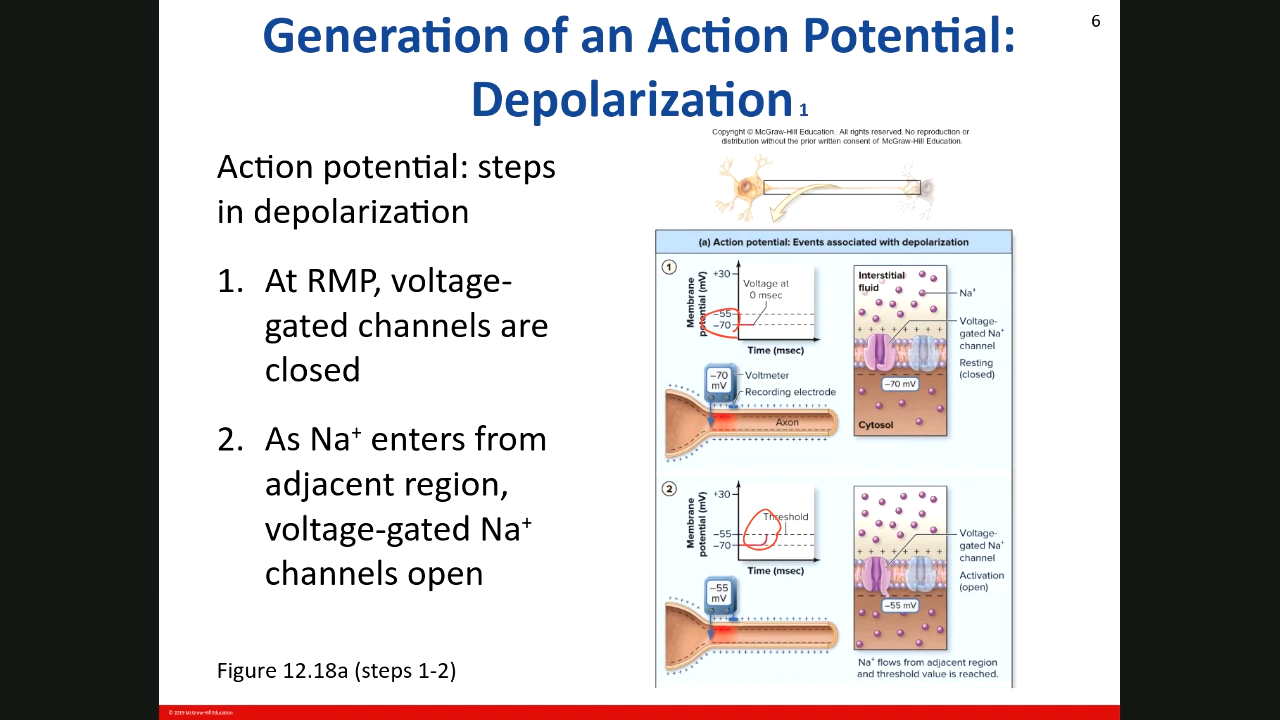 6
Generation of an Action Potential:
Depolarization 1
Action potential: steps
in depolarization
1. At RMP, voltage-
gated channels are
closed
2. As Na⁺ enters from
adjacent region,
voltage-gated Na⁺
channels open
Figure 12.18a (steps 1-2)
Copyright © McGraw-Hill Education. All rights reserved. No reproduction or
distribution without the prior written consent of McGraw-Hill Education.
(a) Action potential: Events associated with depolarization
1
Membrane
potential (mV)
+30
−55
−70
Voltage at
0 msec
Time (msec)
−70
mV
Voltmeter
Recording electrode
Axon
Interstitial
fluid
Na⁺
Voltage-
gated Na⁺
channel
Resting
(closed)
−70 mV
Cytosol
2
Membrane
potential (mV)
+30
−55
−70
Threshold
Time (msec)
−55
mV
Voltage-
gated Na⁺
channel
Activation
(open)
−55 mV
Na⁺ flows from adjacent region
and threshold value is reached.
© 2019 McGraw-Hill Education